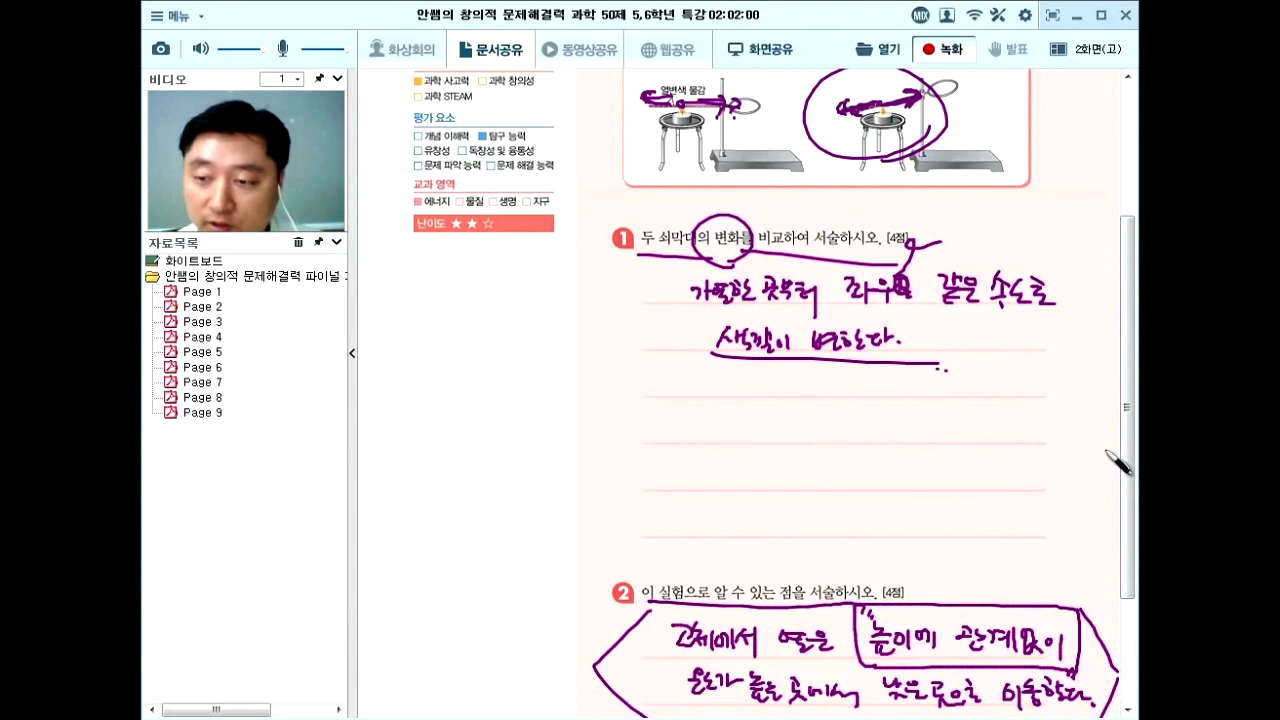 메뉴
안쌤의 창의적 문제해결력 과학 50제 5,6학년 특강 02:02:00
MIX
화상회의 문서공유 동영상공유 웹공유 화면공유 열기 녹화 발표 2화면(고)
비디오 1
자료목록
화이트보드
안쌤의 창의적 문제해결력 파이널
Page 1
Page 2
Page 3
Page 4
Page 5
Page 6
Page 7
Page 8
Page 9
과학 사고력 과학 창의성
과학 STEAM
평가 요소
개념 이해력 탐구 능력
유창성 독창성 및 융통성
문제 파악 능력 문제 해결 능력
교과 영역
에너지 물질 생명 지구
난이도 ★ ★ ☆
열변색 물감
1 두 쇠막대의 변화를 비교하여 서술하시오. [4점]
가열한 곳부터 좌우로 같은 속도로
색깔이 변한다.
2 이 실험으로 알 수 있는 점을 서술하시오. [4점]
고체에서 열은 높이에 관계없이
온도가 높은 곳에서 낮은 곳으로 이동한다.